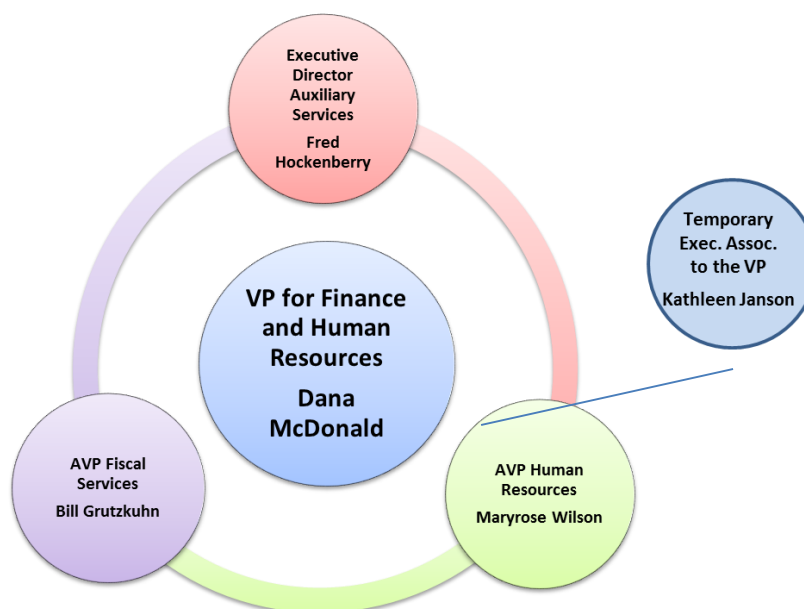 Executive
Director
Auxiliary
Services
Fred
Hockenberry
Temporary
Exec. Assoc.
to the VP
Kathleen Janson
VP for Finance
and Human
Resources
Dana
McDonald
AVP Fiscal
Services
Bill Grutzkuhn
AVP Human
Resources
Maryrose Wilson